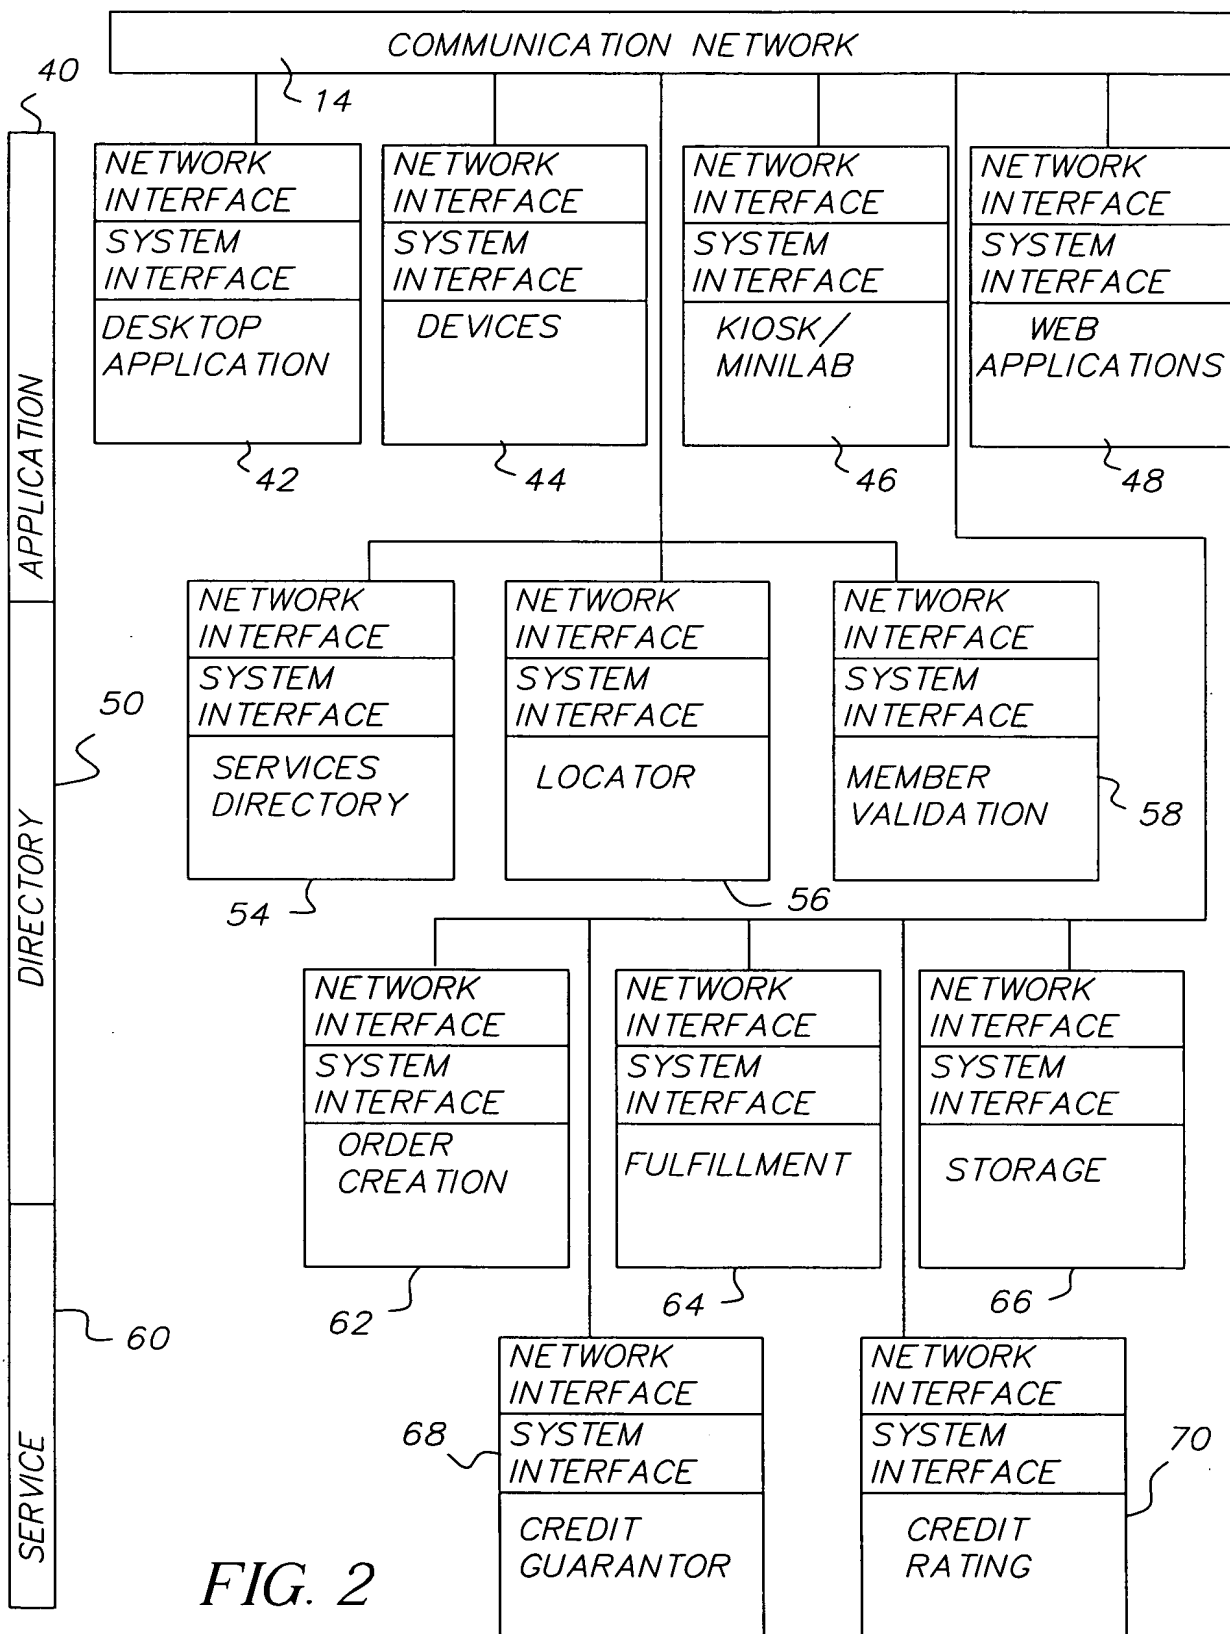 COMMUNICATION NETWORK
40
14
NETWORK
INTERFACE
SYSTEM
INTERFACE
DESKTOP
APPLICATION
42
NETWORK
INTERFACE
SYSTEM
INTERFACE
DEVICES
44
NETWORK
INTERFACE
SYSTEM
INTERFACE
KIOSK/
MINILAB
46
NETWORK
INTERFACE
SYSTEM
INTERFACE
WEB
APPLICATIONS
48
APPLICATION
NETWORK
INTERFACE
SYSTEM
INTERFACE
SERVICES
DIRECTORY
54
NETWORK
INTERFACE
SYSTEM
INTERFACE
LOCATOR
56
NETWORK
INTERFACE
SYSTEM
INTERFACE
MEMBER
VALIDATION
58
50
DIRECTORY
NETWORK
INTERFACE
SYSTEM
INTERFACE
ORDER
CREATION
62
NETWORK
INTERFACE
SYSTEM
INTERFACE
FULFILLMENT
64
NETWORK
INTERFACE
SYSTEM
INTERFACE
STORAGE
66
60
SERVICE
NETWORK
INTERFACE
SYSTEM
INTERFACE
CREDIT
GUARANTOR
68
NETWORK
INTERFACE
SYSTEM
INTERFACE
CREDIT
RATING
70
FIG. 2